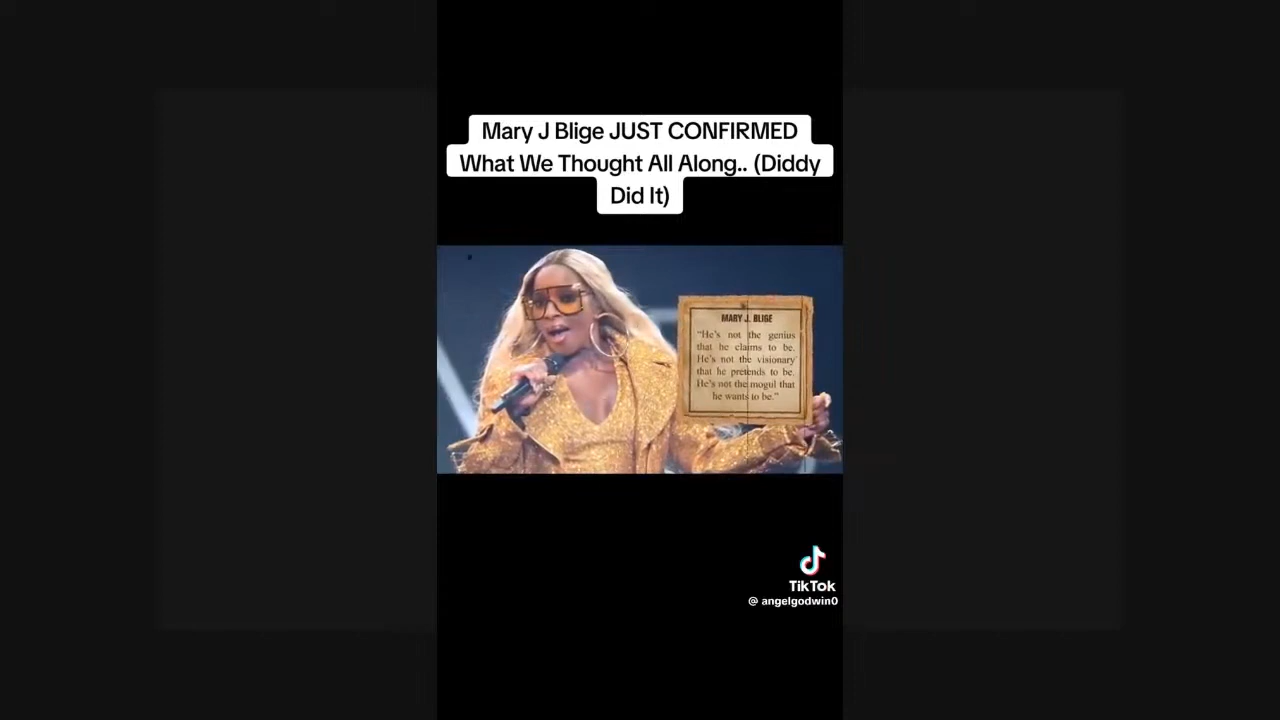 Mary J Blige JUST CONFIRMED
What We Thought All Along.. (Diddy
Did It)
MARY J. BLIGE
“He's not the genius
that he claims to be.
He's not the visionary
that he pretends to be.
He's not the mogul that
he wants to be.”
TikTok
@ angelgodwin0